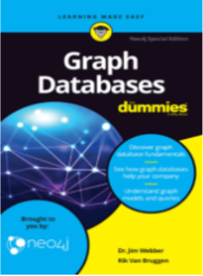 LEARNING MADE EASY
Neo4j Special Edition
Graph
Databases
dummies
Discover graph
database fundamentals
See how graph databases
help your company
Understand graph
models and queries
Brought to
you by:
neo4j
Dr. Jim Webber
Rik Van Bruggen